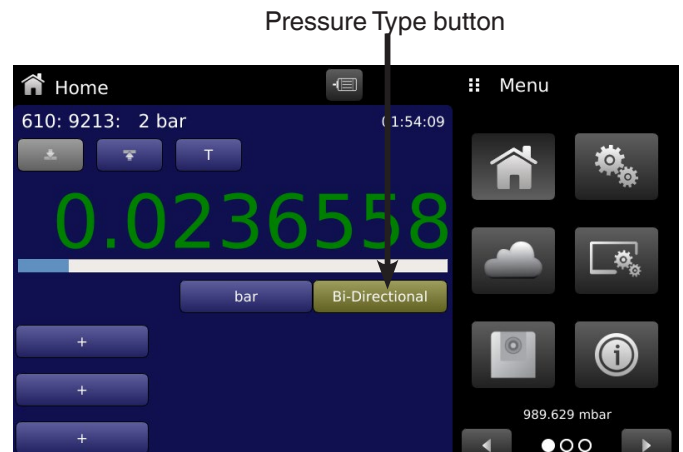 Pressure Type button
Home
Menu
610: 9213: 2 bar
01:54:09
T
0.0236558
bar
Bi-Directional
+
+
+
989.629 mbar